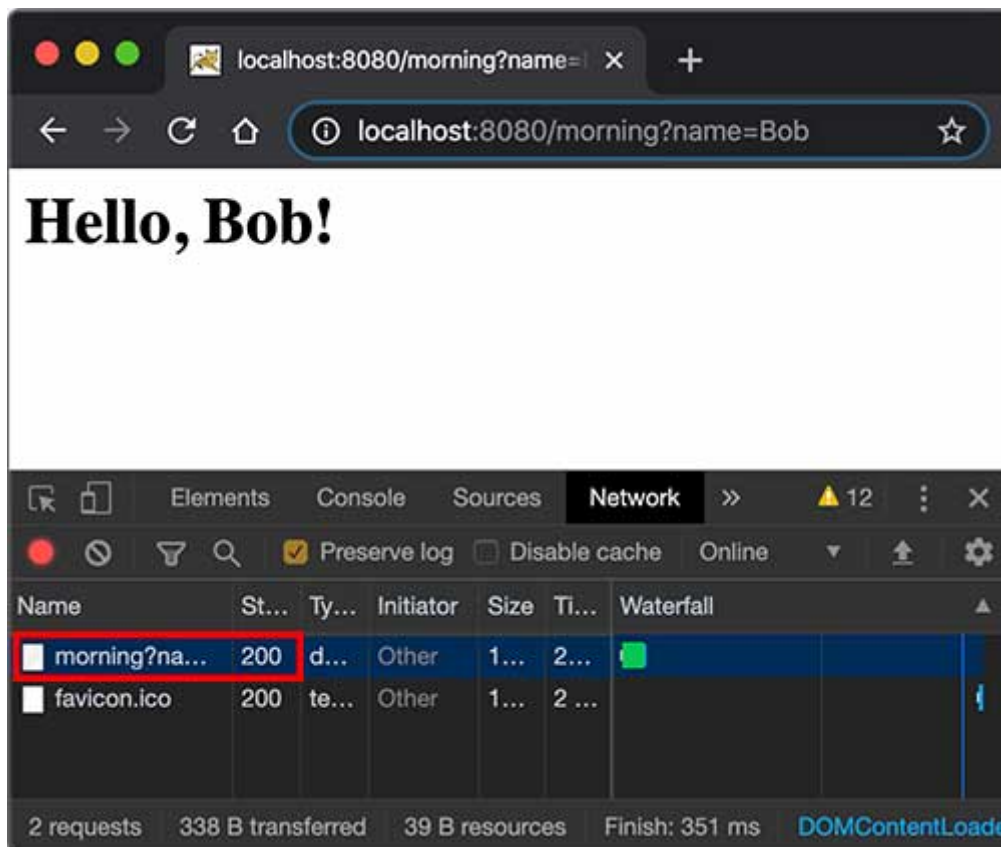 localhost:8080/morning?name=
localhost:8080/morning?name=Bob
Hello, Bob!
Elements Console Sources Network » 12
Preserve log Disable cache Online
Name St... Ty... Initiator Size Ti... Waterfall
morning?na... 200 d... Other 1... 2...
favicon.ico 200 te... Other 1... 2 ...
2 requests 338 B transferred 39 B resources Finish: 351 ms DOMContentLoade